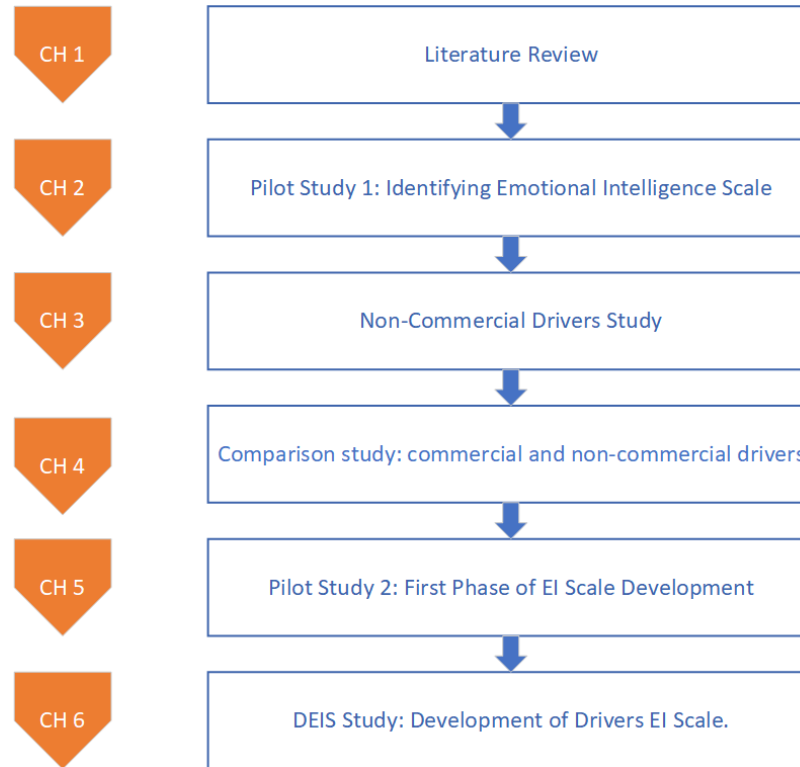 CH 1
Literature Review
CH 2
Pilot Study 1: Identifying Emotional Intelligence Scale
CH 3
Non-Commercial Drivers Study
CH 4
Comparison study: commercial and non-commercial drivers
CH 5
Pilot Study 2: First Phase of EI Scale Development
CH 6
DEIS Study: Development of Drivers EI Scale.